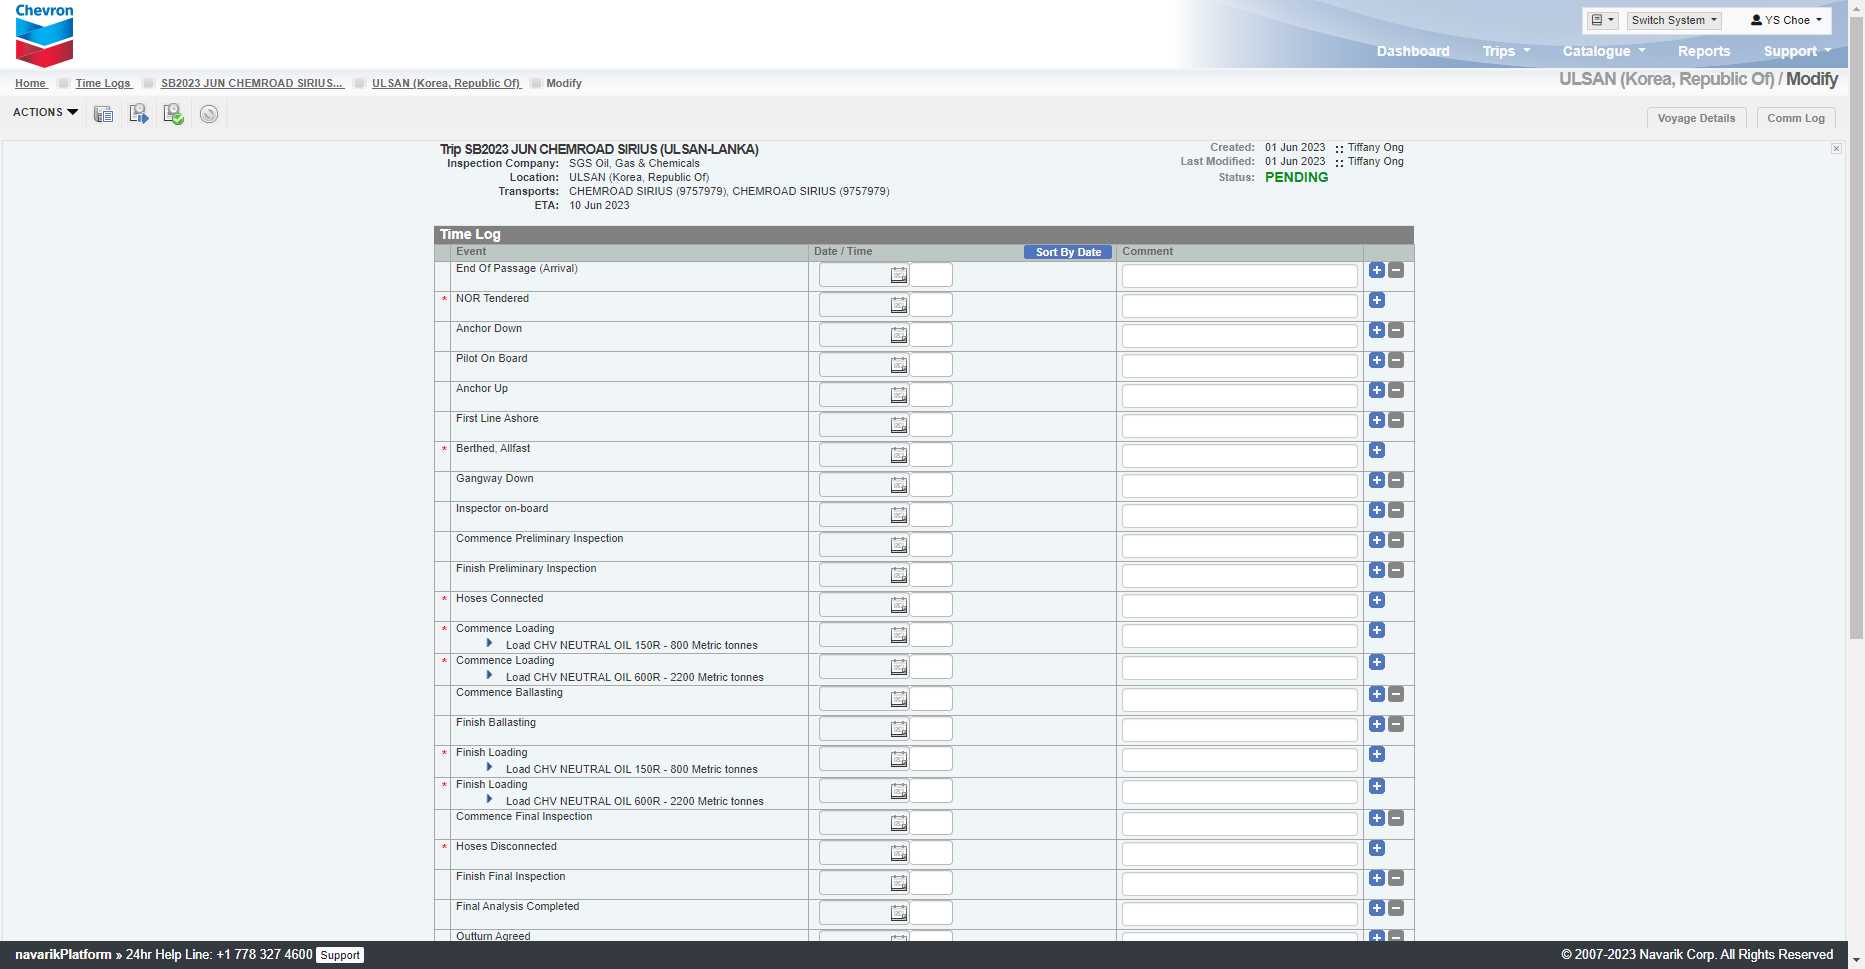 Chevron
Switch System
YS Choe
Dashboard Trips Catalogue Reports Support
Home Time Logs SB2023 JUN CHEMROAD SIRIUS... ULSAN (Korea, Republic Of) Modify
ULSAN (Korea, Republic Of) / Modify
ACTIONS
Voyage Details Comm Log
Trip SB2023 JUN CHEMROAD SIRIUS (ULSAN-LANKA)
Inspection Company: SGS Oil, Gas & Chemicals
Location: ULSAN (Korea, Republic Of)
Transports: CHEMROAD SIRIUS (9757979), CHEMROAD SIRIUS (9757979)
ETA: 10 Jun 2023
Created: 01 Jun 2023 :: Tiffany Ong
Last Modified: 01 Jun 2023 :: Tiffany Ong
Status: PENDING
Time Log
Event Date / Time Sort By Date Comment
End Of Passage (Arrival)
* NOR Tendered
Anchor Down
Pilot On Board
Anchor Up
First Line Ashore
* Berthed, Allfast
Gangway Down
Inspector on-board
Commence Preliminary Inspection
Finish Preliminary Inspection
* Hoses Connected
* Commence Loading
Load CHV NEUTRAL OIL 150R - 800 Metric tonnes
* Commence Loading
Load CHV NEUTRAL OIL 600R - 2200 Metric tonnes
Commence Ballasting
Finish Ballasting
* Finish Loading
Load CHV NEUTRAL OIL 150R - 800 Metric tonnes
* Finish Loading
Load CHV NEUTRAL OIL 600R - 2200 Metric tonnes
Commence Final Inspection
* Hoses Disconnected
Finish Final Inspection
Final Analysis Completed
Outturn Agreed
navarikPlatform » 24hr Help Line: +1 778 327 4600 Support
© 2007-2023 Navarik Corp. All Rights Reserved